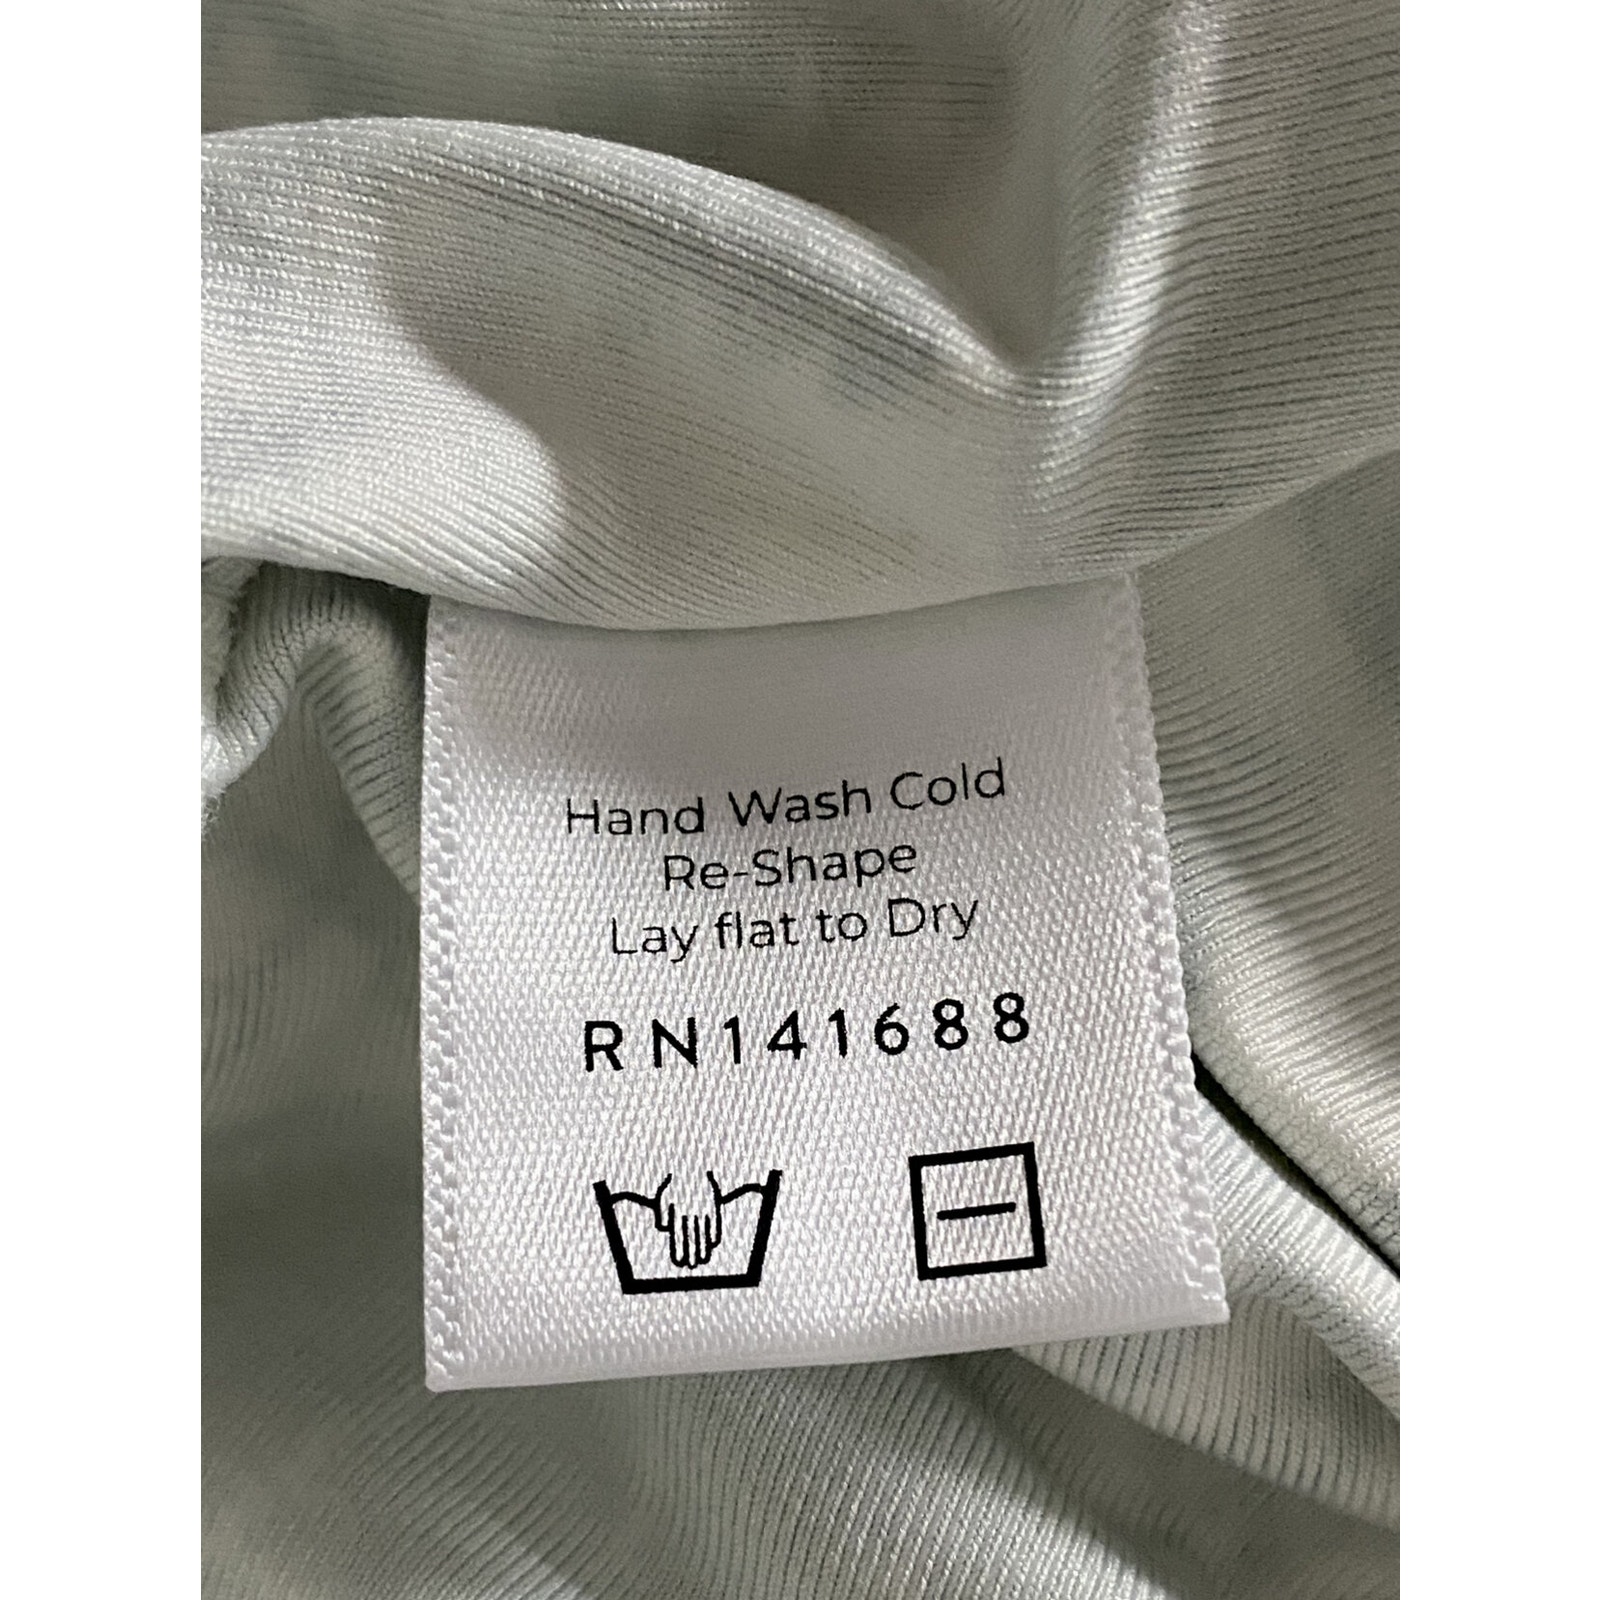 Hand Wash Cold
Re-Shape
Lay flat to Dry
RN141688